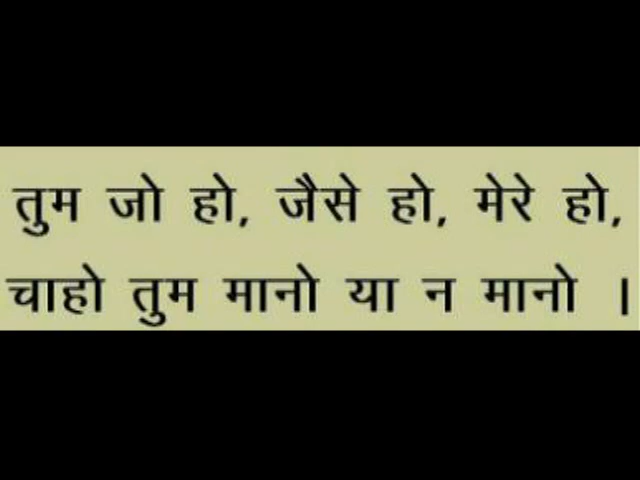 तुम जो हो, जैसे हो, मेरे हो,
चाहो तुम मानो या न मानो ।